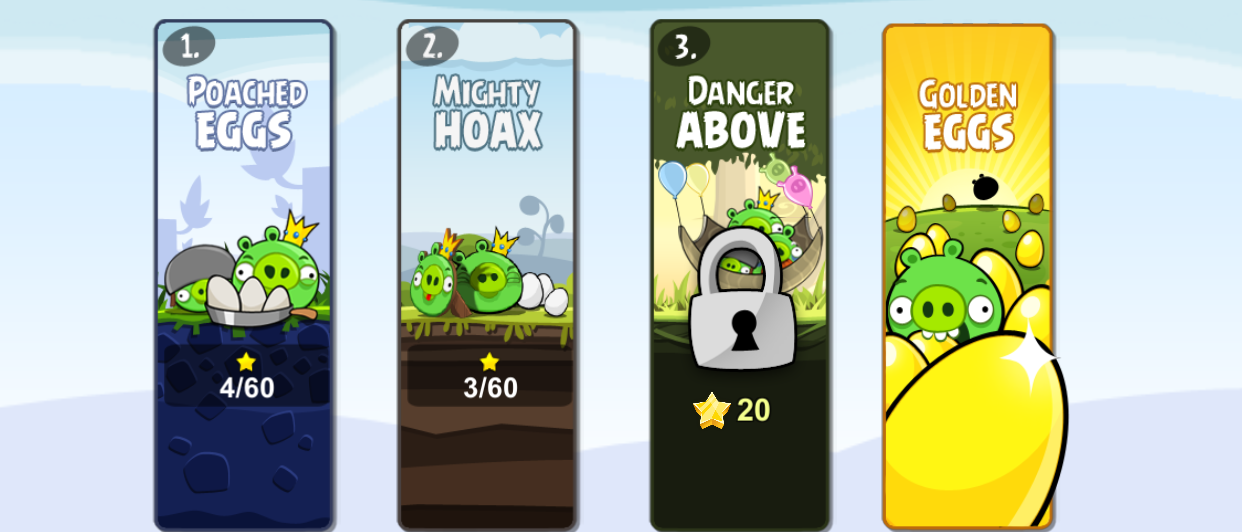 1.
POACHED
EGGS
4/60
2.
MIGHTY
HOAX
3/60
3.
DANGER
ABOVE
20
GOLDEN
EGGS